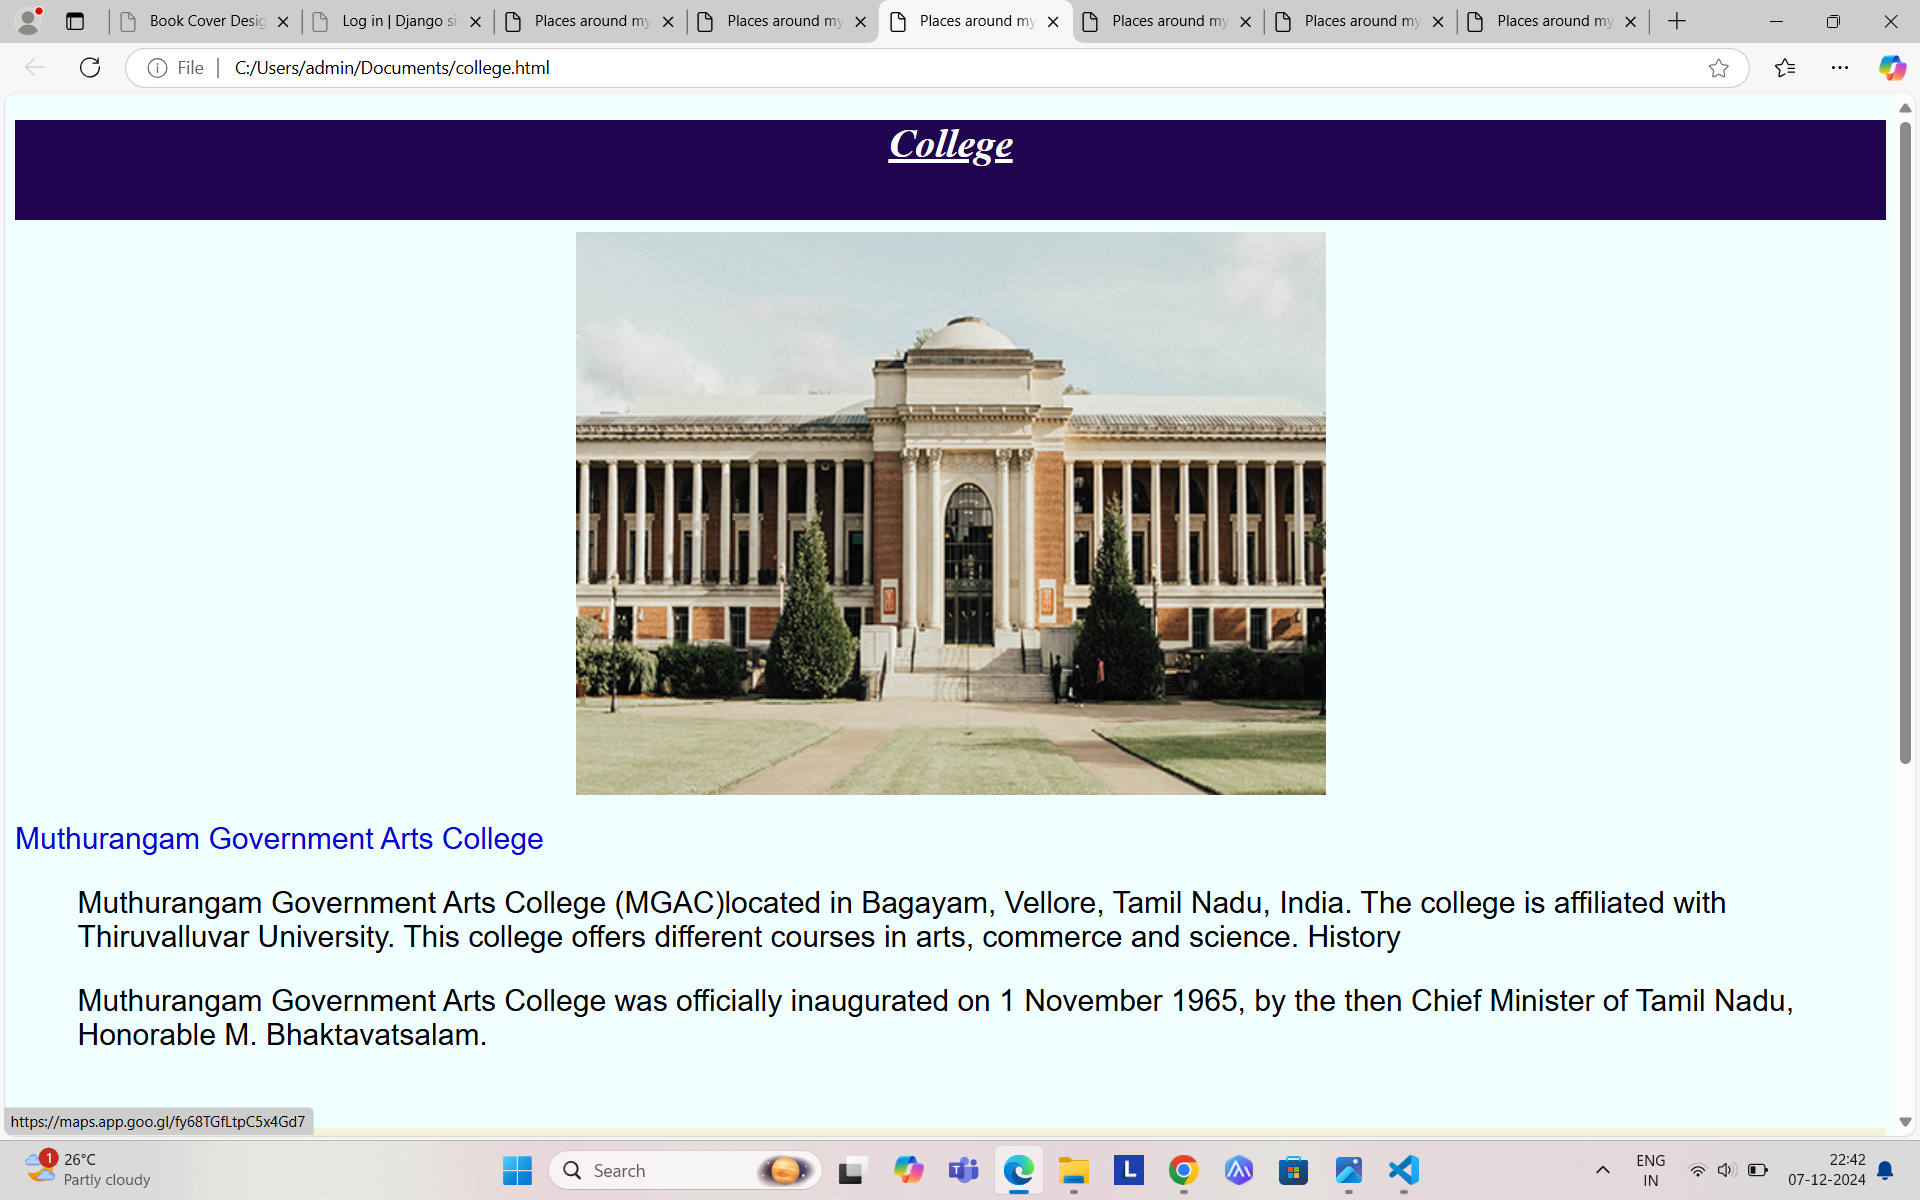 Book Cover Desig
Log in | Django si
Places around my
Places around my
Places around my
Places around my
Places around my
Places around my
File
C:/Users/admin/Documents/college.html
College
Muthurangam Government Arts College
Muthurangam Government Arts College (MGAC)located in Bagayam, Vellore, Tamil Nadu, India. The college is affiliated with
Thiruvalluvar University. This college offers different courses in arts, commerce and science. History
Muthurangam Government Arts College was officially inaugurated on 1 November 1965, by the then Chief Minister of Tamil Nadu,
Honorable M. Bhaktavatsalam.
https://maps.app.goo.gl/fy68TGfLtpC5x4Gd7
1
26°C
Partly cloudy
Search
L
ENG
IN
22:42
07-12-2024